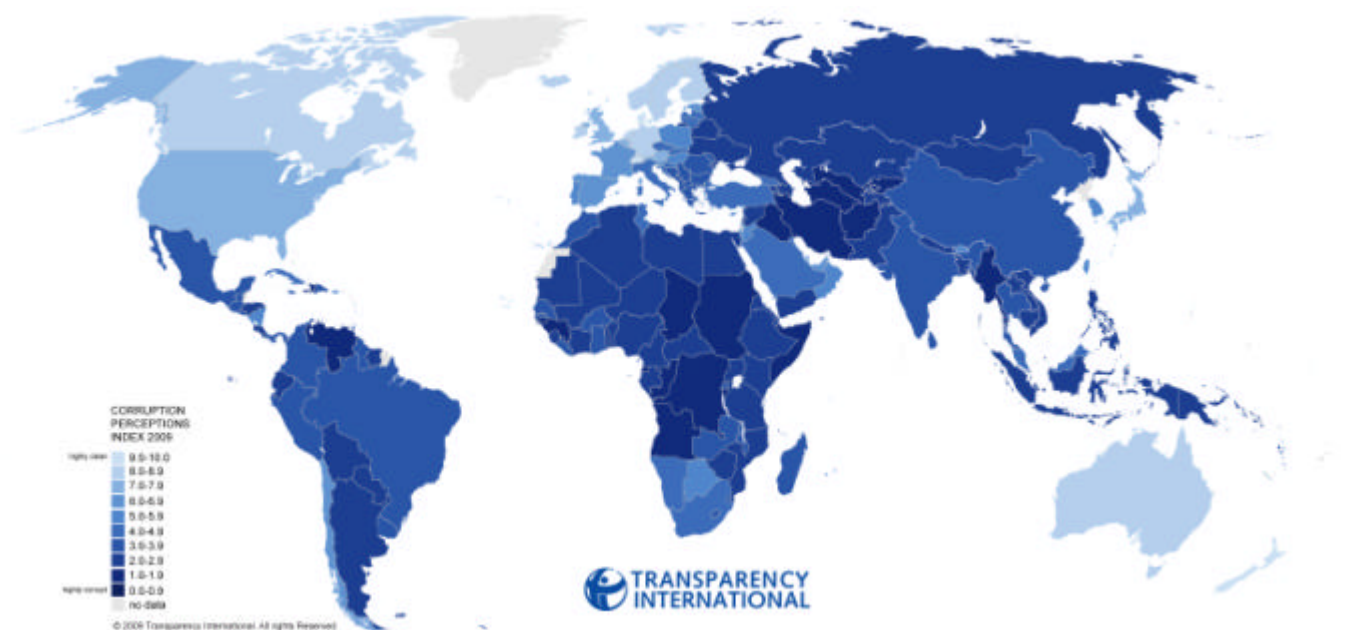 CORRUPTION
PERCEPTIONS
INDEX 2009
highly clean
9.0-10.0
8.0-8.9
7.0-7.9
6.0-6.9
5.0-5.9
4.0-4.9
3.0-3.9
2.0-2.9
1.0-1.9
highly corrupt
0.0-0.9
no data
© 2009 Transparency International. All rights Reserved
TRANSPARENCY
INTERNATIONAL